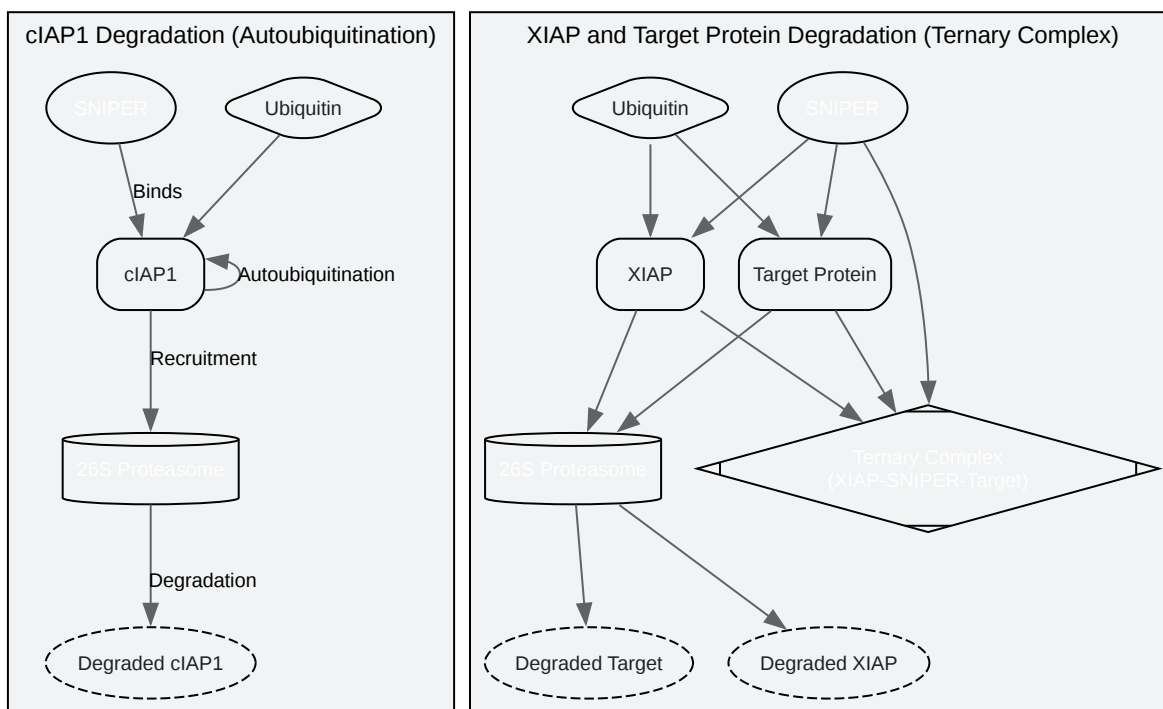 cIAP1 Degradation (Autoubiquitination)
SNIPER
Ubiquitin
Binds
cIAP1
Autoubiquitination
Recruitment
26S Proteasome
Degradation
Degraded cIAP1
XIAP and Target Protein Degradation (Ternary Complex)
Ubiquitin
SNIPER
XIAP
Target Protein
26S Proteasome
Ternary Complex
(XIAP-SNIPER-Target)
Degraded Target
Degraded XIAP